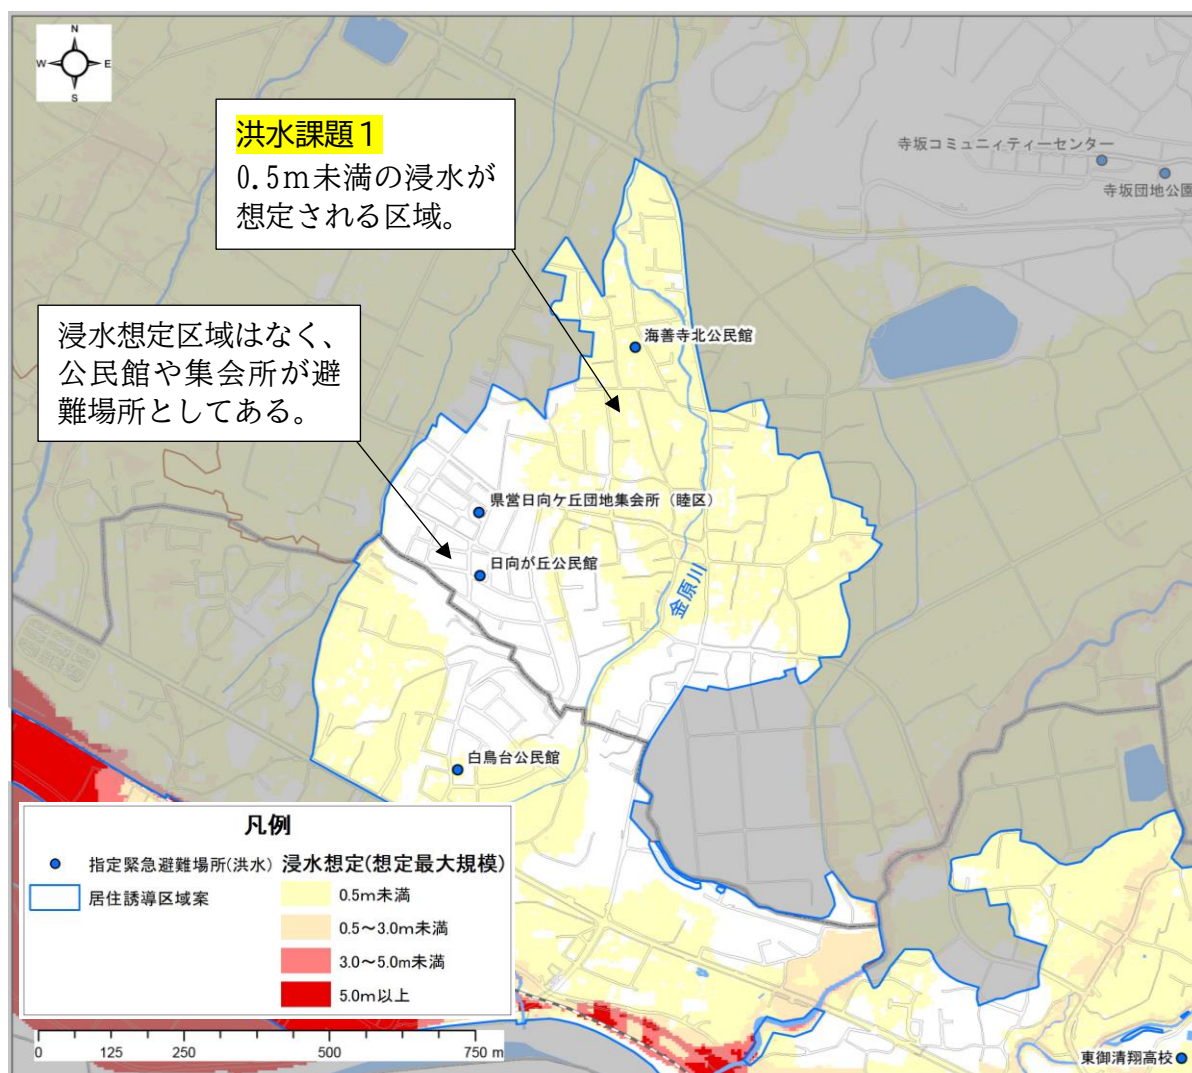 N
W
E
S
洪水課題1
0.5m未満の浸水が
想定される区域。
寺坂コミュニティーセンター
寺坂団地公園
浸水想定区域はなく、
公民館や集会所が避
難場所としてある。
海善寺北公民館
県営日向ケ丘団地集会所（睦区）
日向が丘公民館
金原川
白鳥台公民館
凡例
指定緊急避難場所(洪水)
居住誘導区域案
浸水想定(想定最大規模)
0.5m未満
0.5～3.0m未満
3.0～5.0m未満
5.0m以上
0 125 250 500 750 m
東御清翔高校